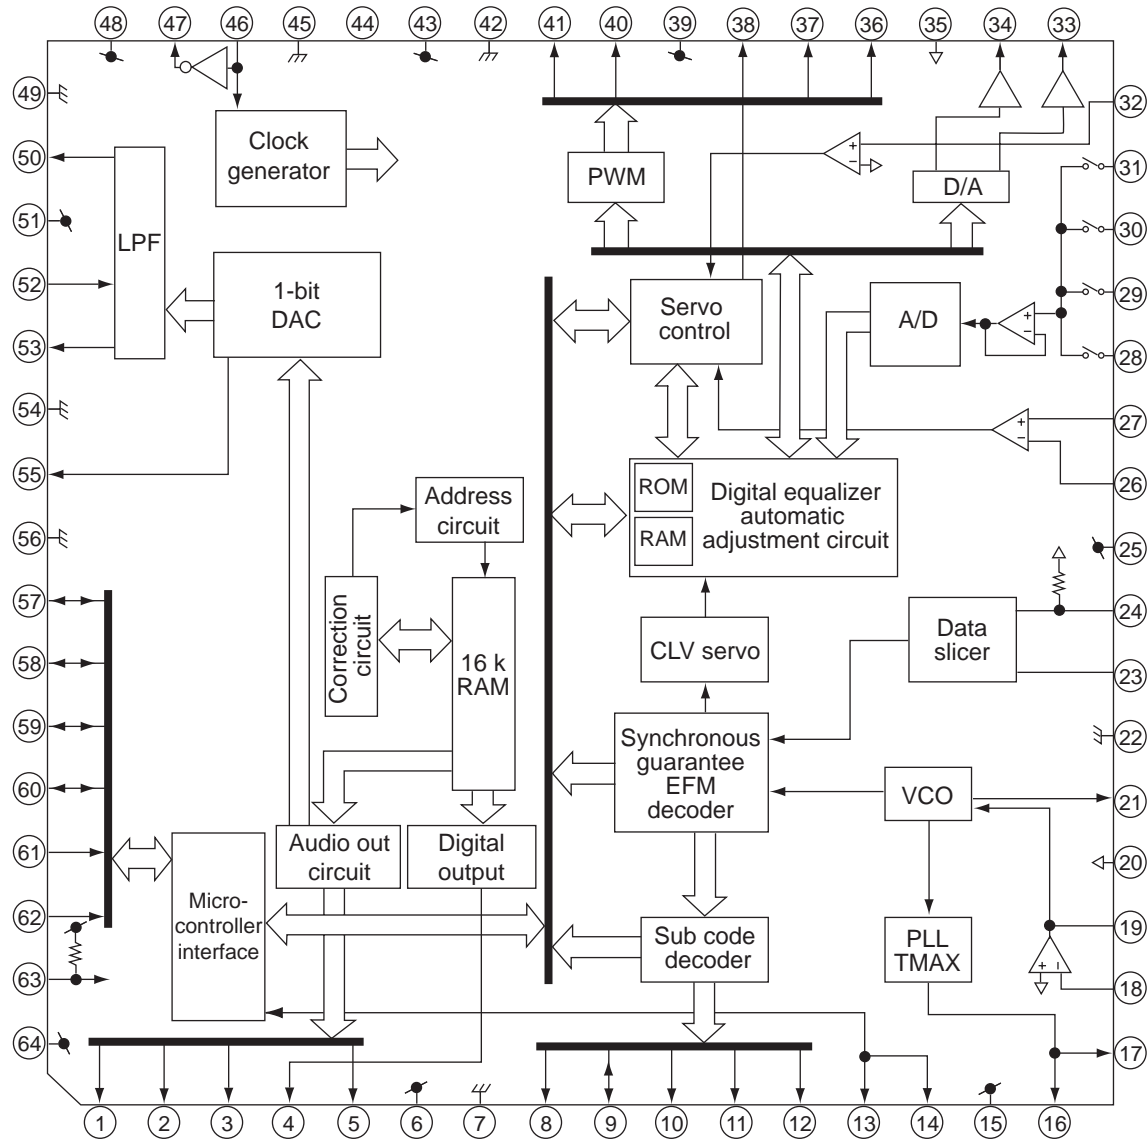 48 47 46 45 44 43 42 41 40 39 38 37 36 35 34 33
49
50
51
52
53
54
55
56
57
58
59
60
61
62
63
64
32
31
30
29
28
27
26
25
24
23
22
21
20
19
18
17
Clock
generator
LPF
1-bit
DAC
PWM
D/A
+
−
Servo
control
A/D
+
−
+
−
Address
circuit
ROM
RAM
Digital equalizer
automatic
adjustment circuit
Correction
circuit
16 k
RAM
CLV servo
Data
slicer
Synchronous
guarantee
EFM
decoder
VCO
Audio out
circuit
Digital
output
Micro-
controller
interface
Sub code
decoder
PLL
TMAX
+
−
1 2 3 4 5 6 7 8 9 10 11 12 13 14 15 16